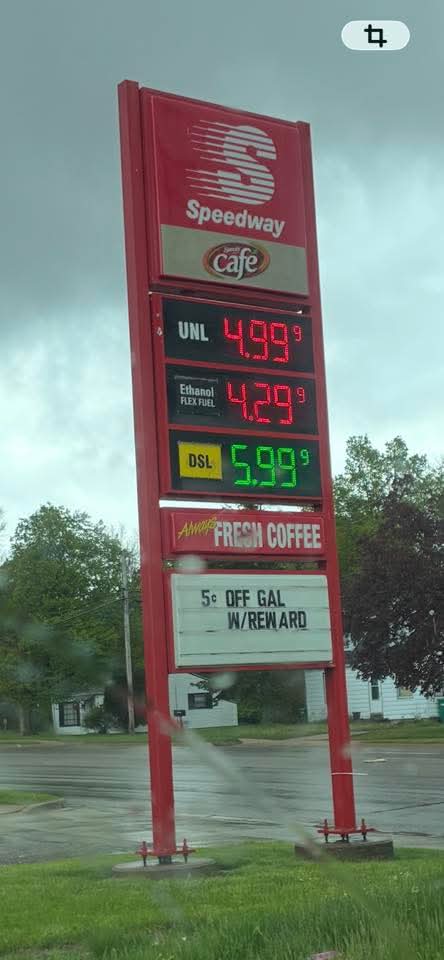 S
Speedway
Speedy
Café
UNL 4.99 9
Ethanol
FLEX FUEL 4.29 9
DSL 5.99 9
Always FRESH COFFEE
5¢ OFF GAL
W/REWARD